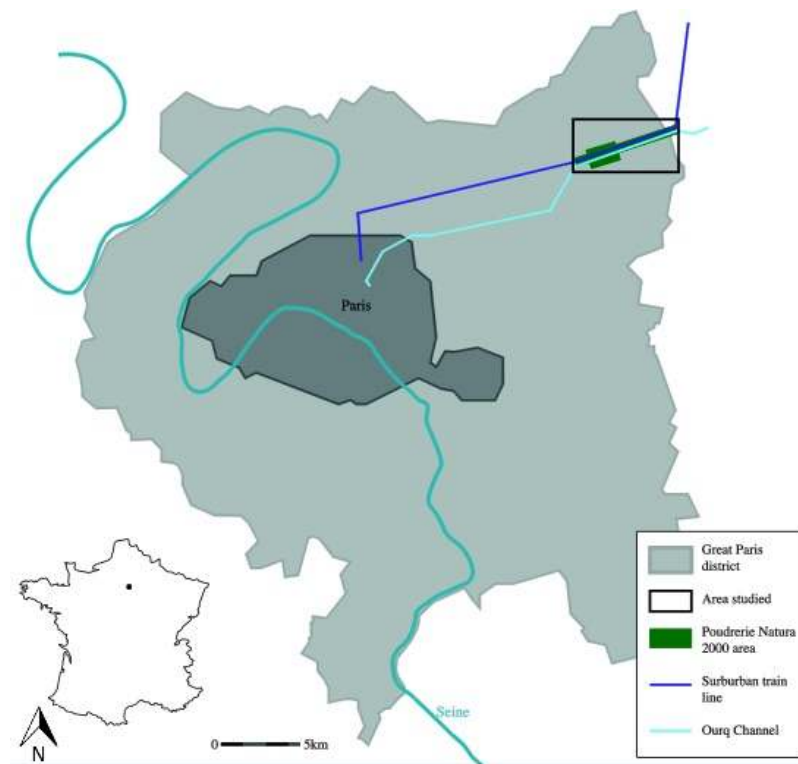 Paris
Great Paris
district
Area studied
Poudrerie Natura
2000 area
Surburban train
line
Ourq Channel
Seine
0 5km
N